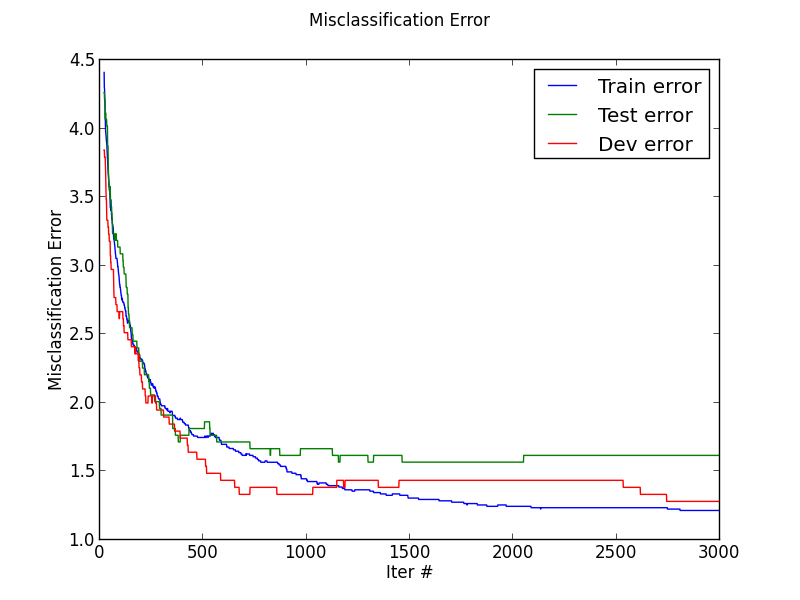 Misclassification Error
4.5
4.0
3.5
3.0
2.5
2.0
1.5
1.0
Misclassification Error
Train error
Test error
Dev error
0 500 1000 1500 2000 2500 3000
Iter #